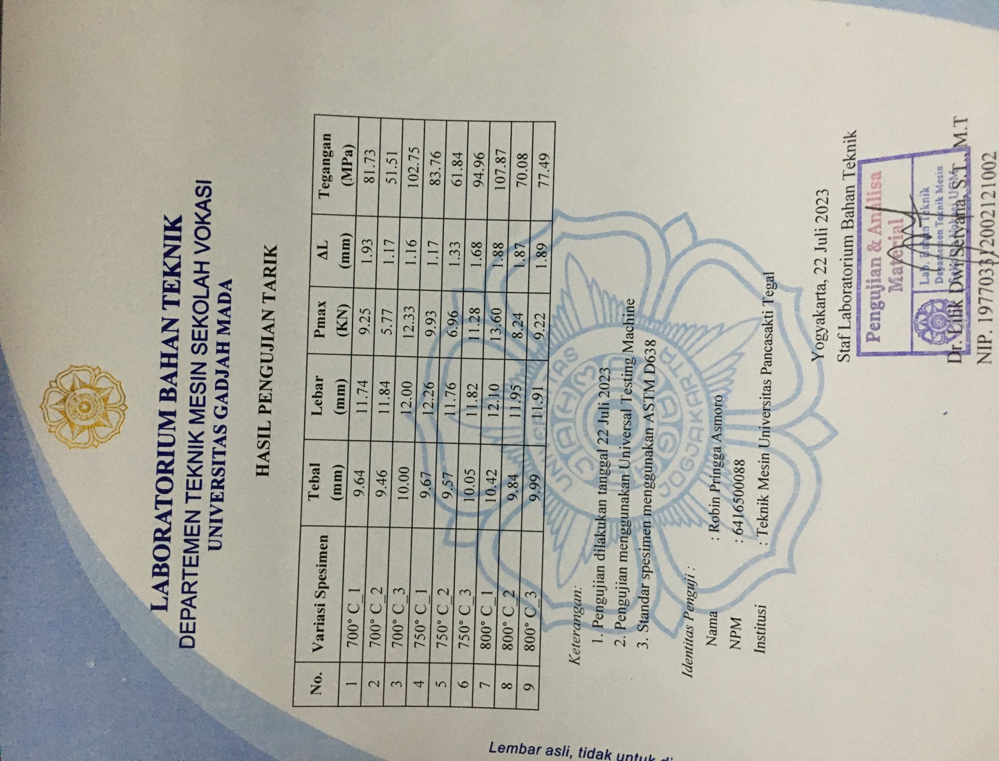 LABORATORIUM BAHAN TEKNIK
DEPARTEMEN TEKNIK MESIN SEKOLAH VOKASI
UNIVERSITAS GADJAH MADA
HASIL PENGUJIAN TARIK
No. Variasi Spesimen Tebal (mm) Lebar (mm) Pmax (KN) ΔL (mm) Tegangan (MPa)
1 700° C_1 9.64 11.74 9.25 1.93 81.73
2 700° C_2 9.46 11.84 5.77 1.17 51.51
3 700° C_3 10.00 12.00 12.33 1.16 102.75
4 750° C_1 9.67 12.26 9.93 1.17 83.76
5 750° C_2 9.57 11.76 6.96 1.33 61.84
6 750° C_3 10.05 11.82 11.28 1.68 94.96
7 800° C_1 10.42 12.10 13.60 1.88 107.87
8 800° C_2 9.84 11.95 8.24 1.87 70.08
9 800° C_3 9.99 11.91 9.22 1.89 77.49
Keterangan:
1. Pengujian dilakukan tanggal 22 Juli 2023
2. Pengujian menggunakan Universal Testing Machine
3. Standar spesimen menggunakan ASTM D638
Identitas Penguji :
Nama : Robin Pringga Asmoro
NPM : 6416500088
Institusi : Teknik Mesin Universitas Pancasakti Tegal
UNIVERSITAS GADJAH MADA JOGJAKARTA
Yogyakarta, 22 Juli 2023
Staf Laboratorium Bahan Teknik
Pengujian & Analisa
Material
Lab. Bahan Teknik
Departemen Teknik Mesin
Sekolah Vokasi UGM
Dr. Lilik Dwi Setyana, S.T., M.T
NIP. 197703312002121002
Lembar asli, tidak untuk